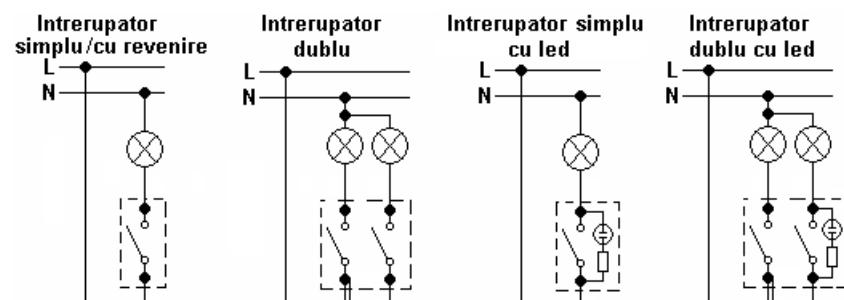 Intrerupator
simplu/cu revenire
L
N
Intrerupator
dublu
L
N
Intrerupator simplu
cu led
L
N
Intrerupator
dublu cu led
L
N